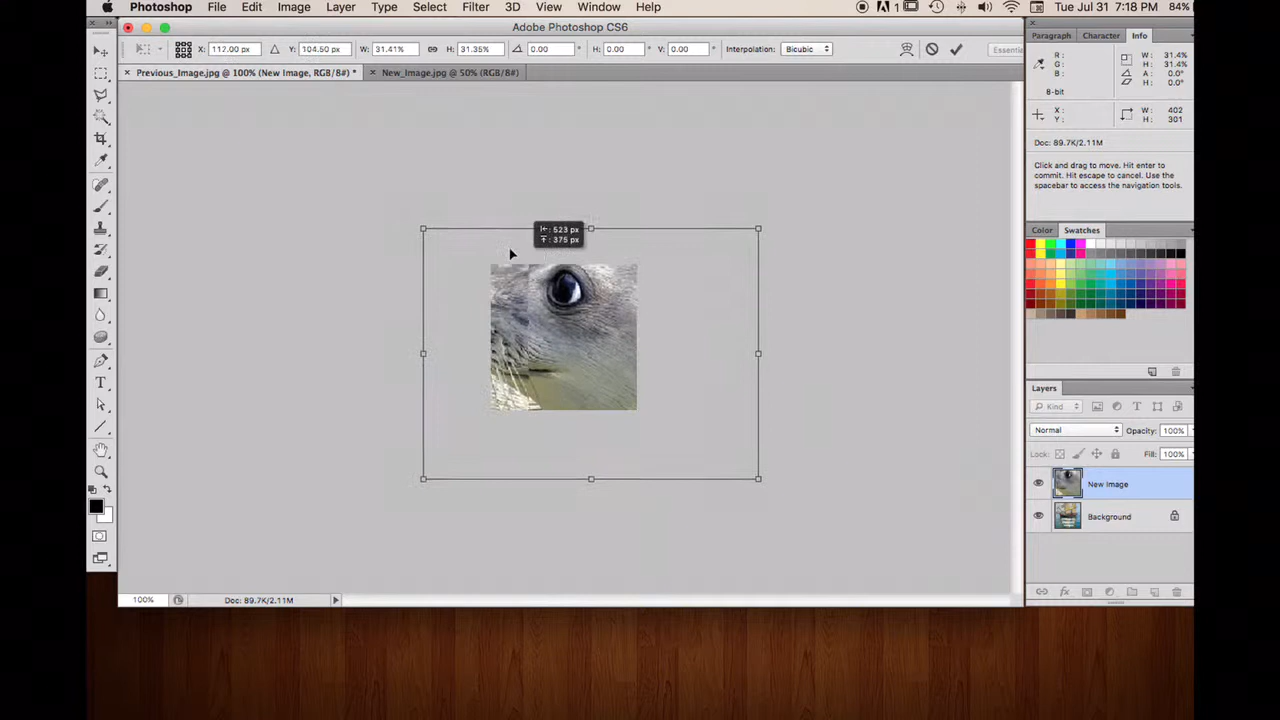 Photoshop File Edit Image Layer Type Select Filter 3D View Window Help 1 Tue Jul 31 7:18 PM 84%
Adobe Photoshop CS6
X: 117.00 px Y: 104.50 px W: 31.41% H: 31.35% 0.00 H: 0.00 V: 0.00 Interpolation: Bicubic Essentia
× Previous_Image.jpg @ 100% (New Image, RGB/8#) * × New_Image.jpg @ 50% (RGB/8#)
Paragraph Character Info
R: W: 31.4%
G: H: 31.4%
B: A: 0.0°
H: 0.0°
8-bit
X: W: 402
Y: H: 301
Doc: 89.7K/2.11M
Click and drag to move. Hit enter to
commit. Hit escape to cancel. Use the
spacebar to access the navigation tools.
: 523 px
: 375 px
Color Swatches
Layers
Kind
Normal Opacity: 100%
Lock: Fill: 100%
New Image
Background
100% Doc: 89.7K/2.11M